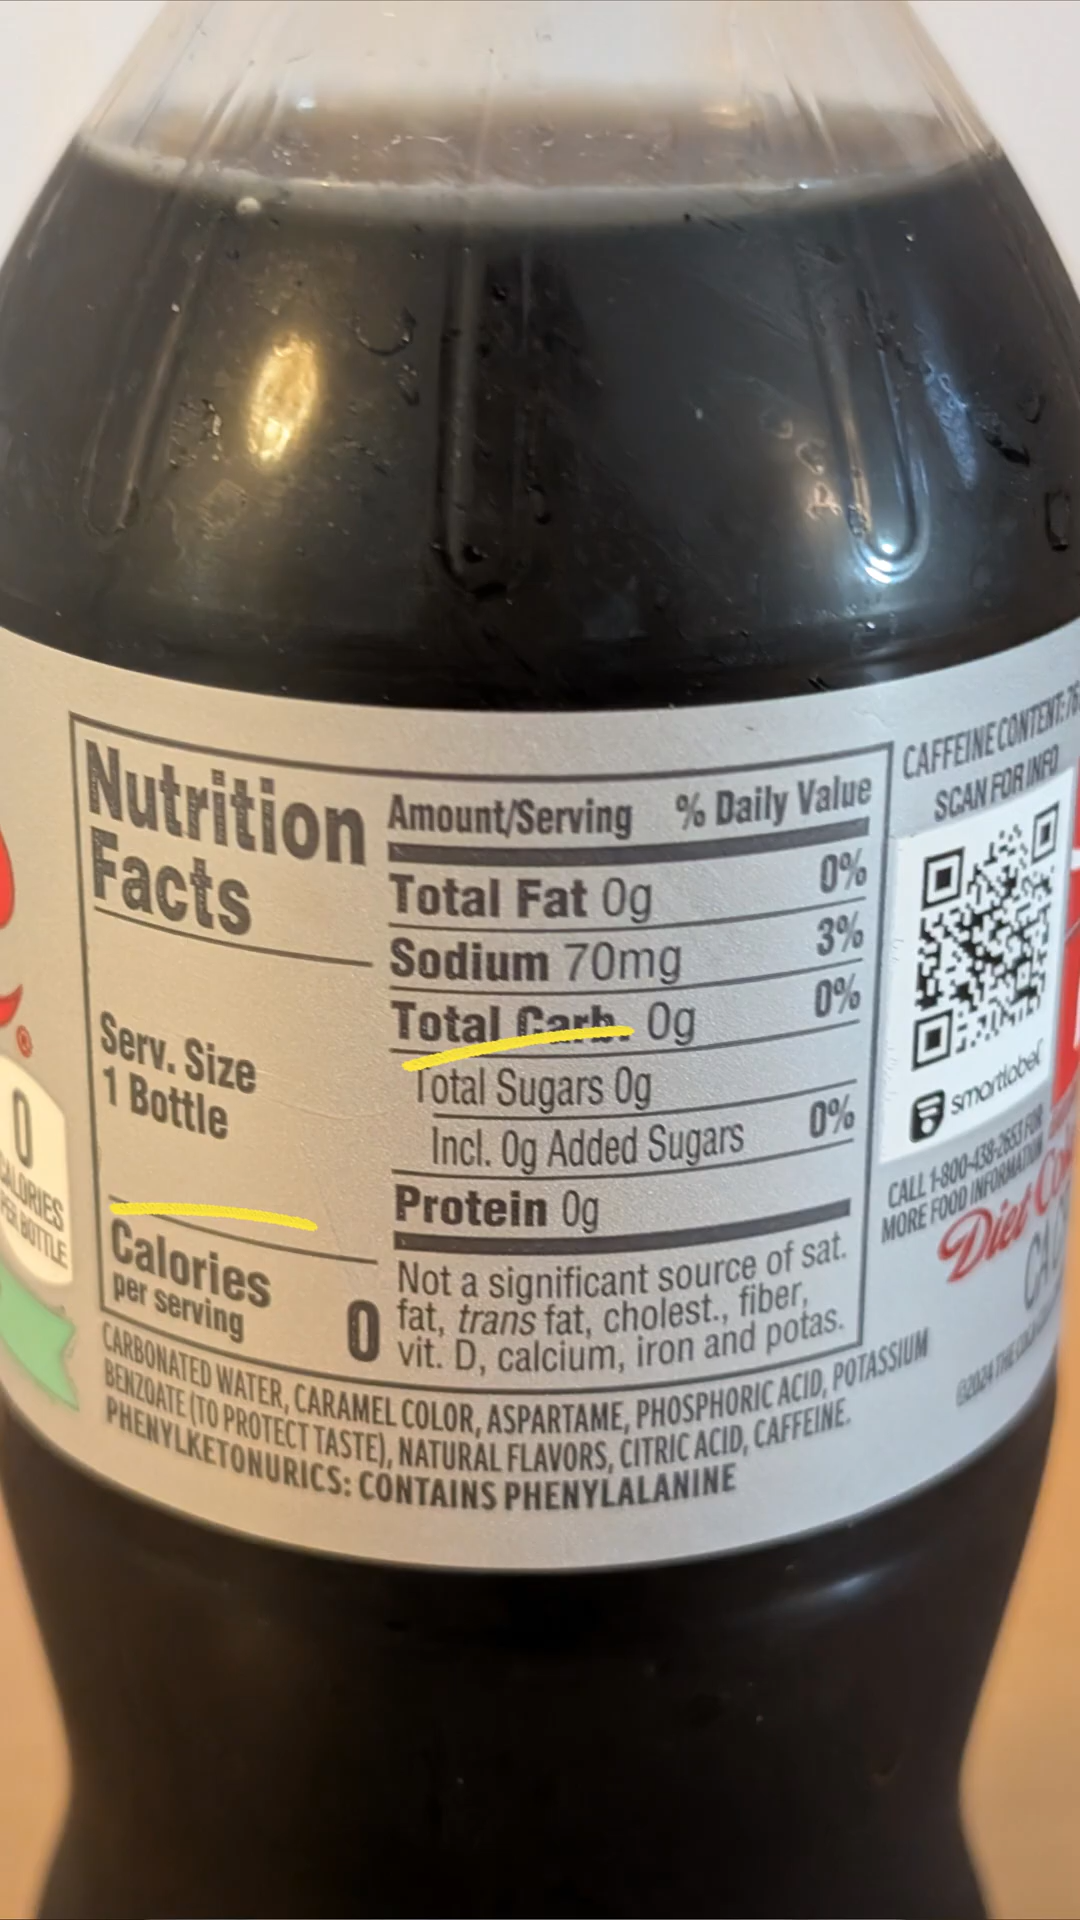 Nutrition
Facts
Serv. Size
1 Bottle
Calories
per serving
0
Amount/Serving % Daily Value
Total Fat 0g 0%
Sodium 70mg 3%
Total Carb. 0g 0%
Total Sugars 0g
Incl. 0g Added Sugars 0%
Protein 0g
Not a significant source of sat.
fat, trans fat, cholest., fiber,
vit. D, calcium, iron and potas.
CARBONATED WATER, CARAMEL COLOR, ASPARTAME, PHOSPHORIC ACID, POTASSIUM
BENZOATE (TO PROTECT TASTE), NATURAL FLAVORS, CITRIC ACID, CAFFEINE.
PHENYLKETONURICS: CONTAINS PHENYLALANINE
0
CALORIES
PER BOTTLE
®
CAFFEINE CONTENT: 76
SCAN FOR INFO
smartlabel
CALL 1-800-438-2653 FOR
MORE FOOD INFORMATION
Diet
©2024 THE